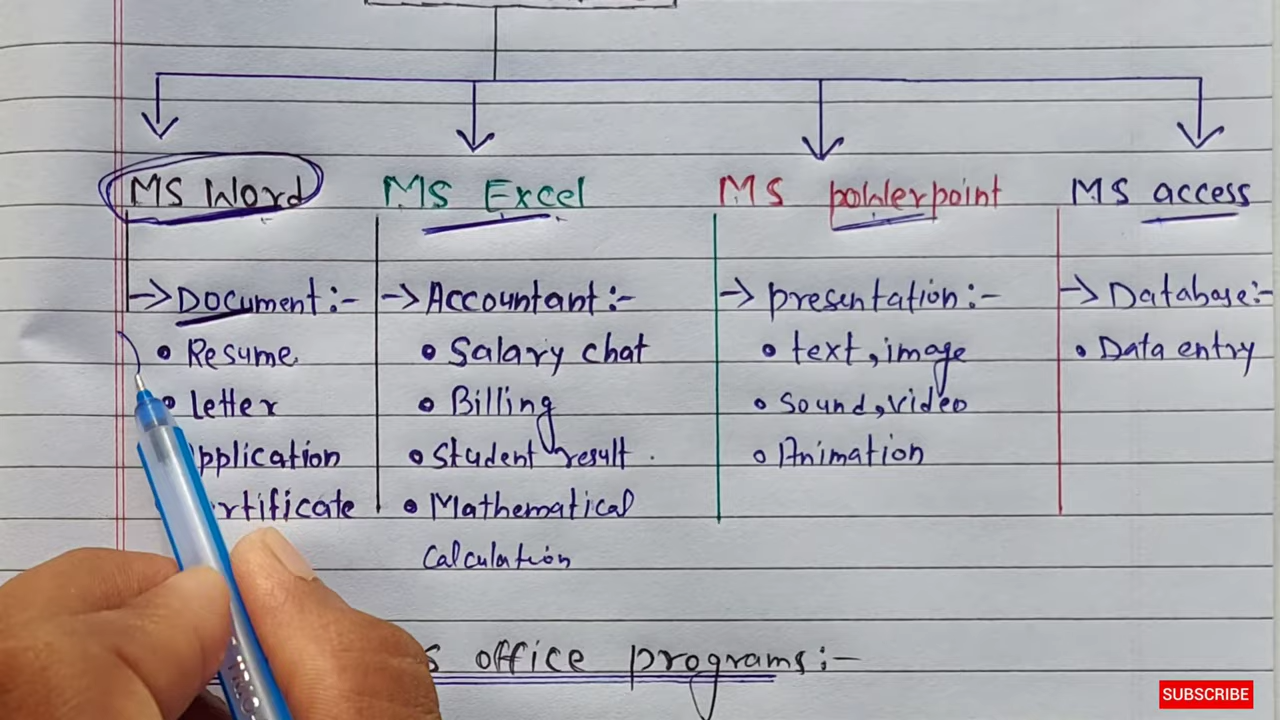 MS Word
MS Excel
MS powerpoint
MS access
→ Document:-
• Resume
• Letter
pplication
rtificate
→ Accountant:-
• Salary chat
• Billing
• Student result.
• Mathematical
Calculation
→ presentation:-
• text, image
• Sound, video
• Animation
→ Database:-
• Data entry
s office programs:-
SUBSCRIBE